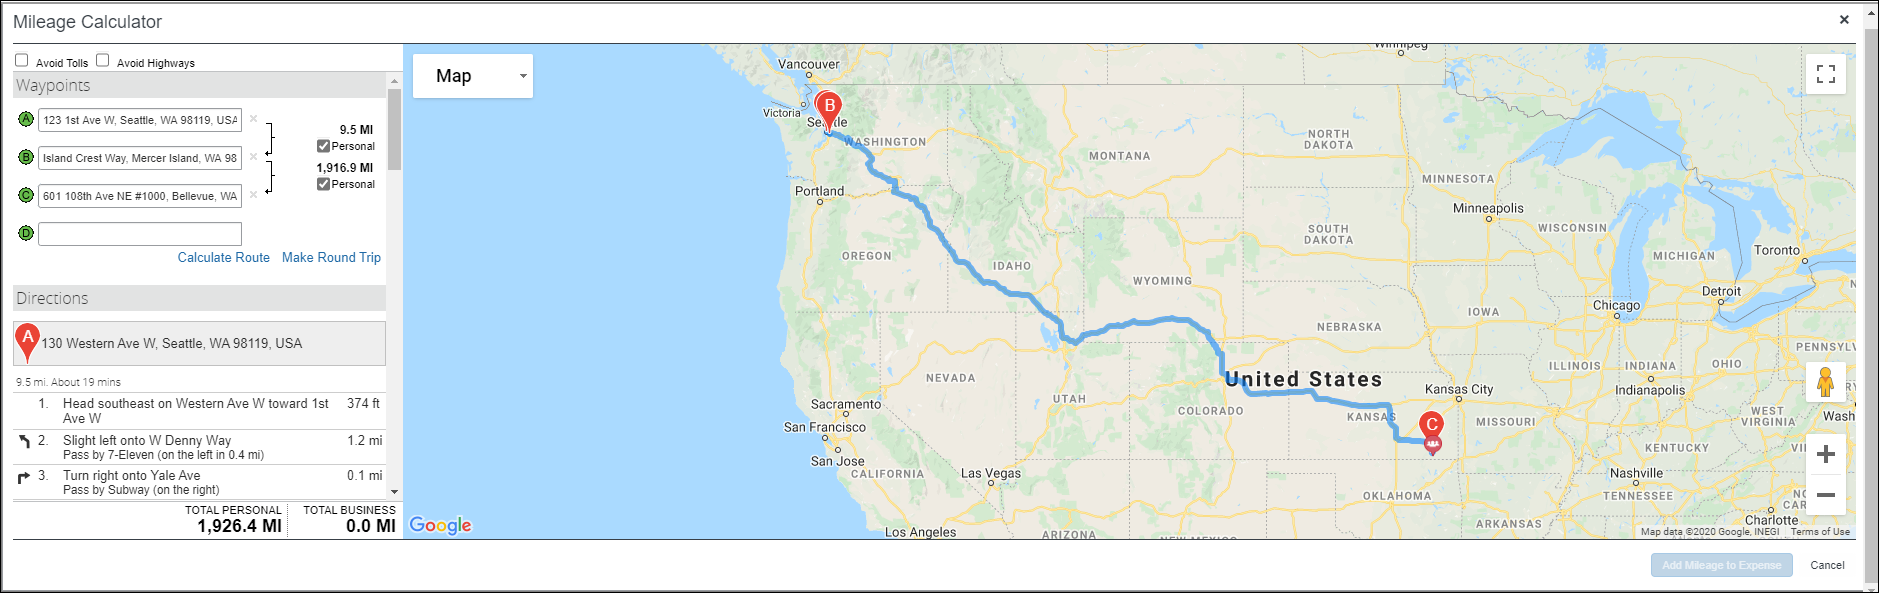 Mileage Calculator
×
Avoid Tolls Avoid Highways
Waypoints
A 123 1st Ave W, Seattle, WA 98119, USA ×
9.5 MI
Personal
B Island Crest Way, Mercer Island, WA 98 ×
1,916.9 MI
Personal
C 601 108th Ave NE #1000, Bellevue, WA ×
D
Calculate Route Make Round Trip
Directions
A 130 Western Ave W, Seattle, WA 98119, USA
9.5 mi. About 19 mins
1. Head southeast on Western Ave W toward 1st 374 ft
Ave W
2. Slight left onto W Denny Way 1.2 mi
Pass by 7-Eleven (on the left in 0.4 mi)
3. Turn right onto Yale Ave 0.1 mi
Pass by Subway (on the right)
TOTAL PERSONAL TOTAL BUSINESS
1,926.4 MI 0.0 MI
Map
Winnipeg
Vancouver
Victoria
B
Seattle
WASHINGTON
NORTH
DAKOTA
MONTANA
MINNESOTA
Portland
Minneapolis
SOUTH
DAKOTA
WISCONSIN
OREGON
IDAHO
WYOMING
MICHIGAN
Toronto
Detroit
Chicago
IOWA
NEBRASKA
PENNSYLV
ILLINOIS
INDIANA
OHIO
NEVADA
United States
Kansas City
Indianapolis
UTAH
COLORADO
KANSAS
MISSOURI
WEST
VIRGINIA
Wash
Sacramento
San Francisco
C
San Jose
CALIFORNIA
Las Vegas
KENTUCKY
Nashville
TENNESSEE
OKLAHOMA
NC
CAR
Charlotte
ARKANSAS
Los Angeles
ARIZONA
NEW MEXICO
Google
Map data ©2020 Google, INEGI Terms of Use
Add Mileage to Expense Cancel